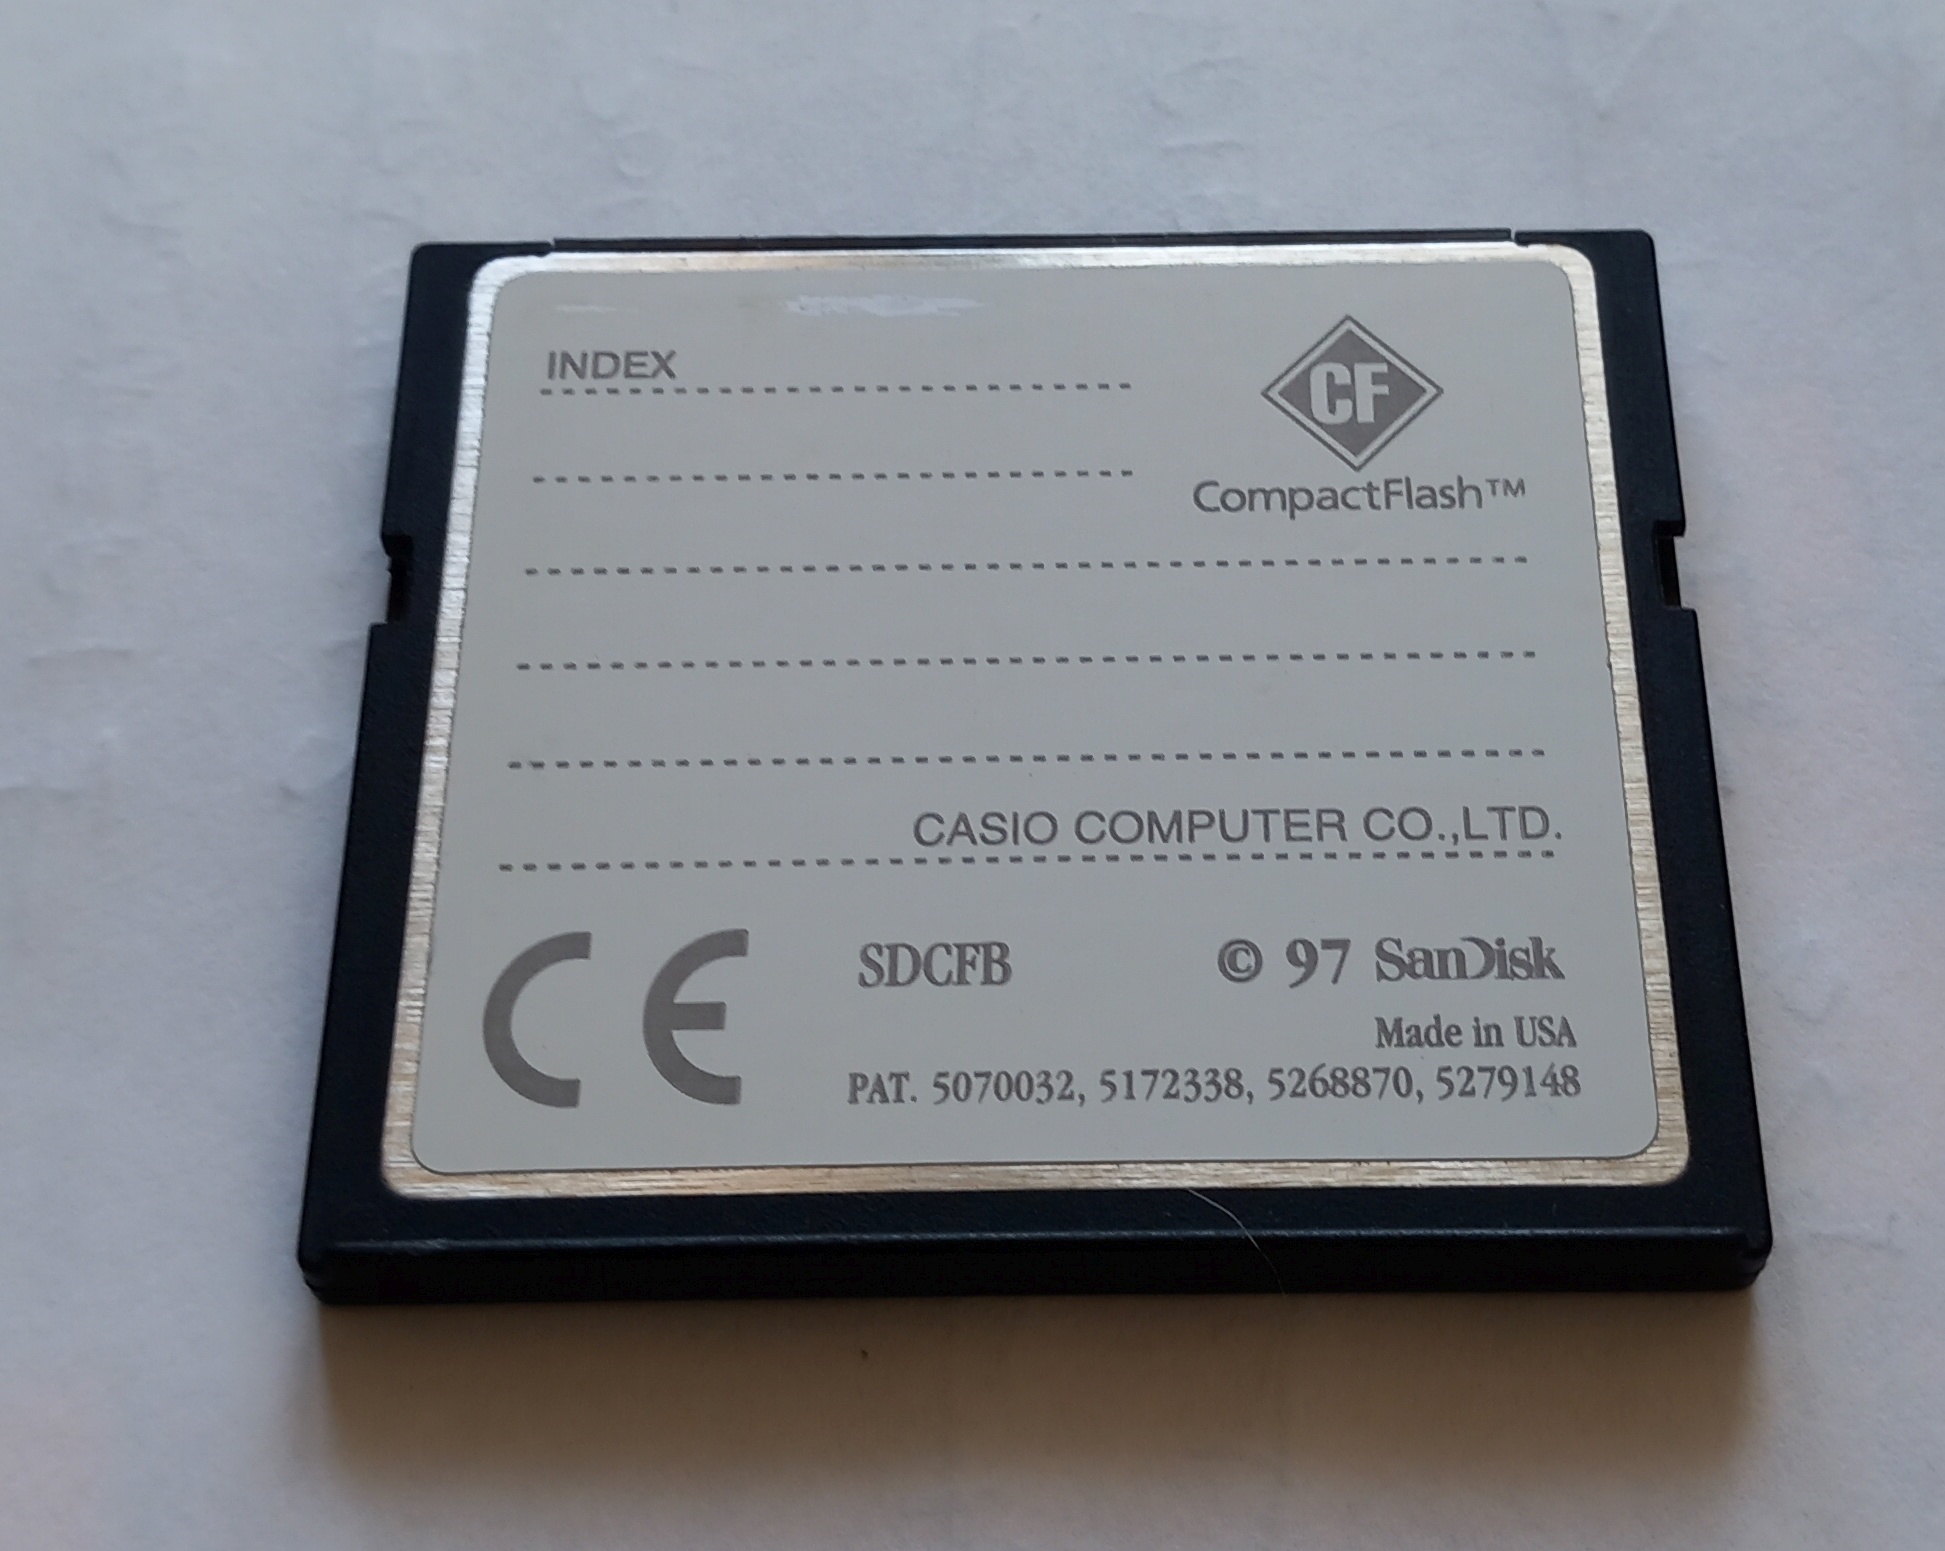 INDEX
CF
CompactFlash™
CASIO COMPUTER CO.,LTD.
CE SDCFB © 97 SanDisk
Made in USA
PAT. 5070032, 5172338, 5268870, 5279148